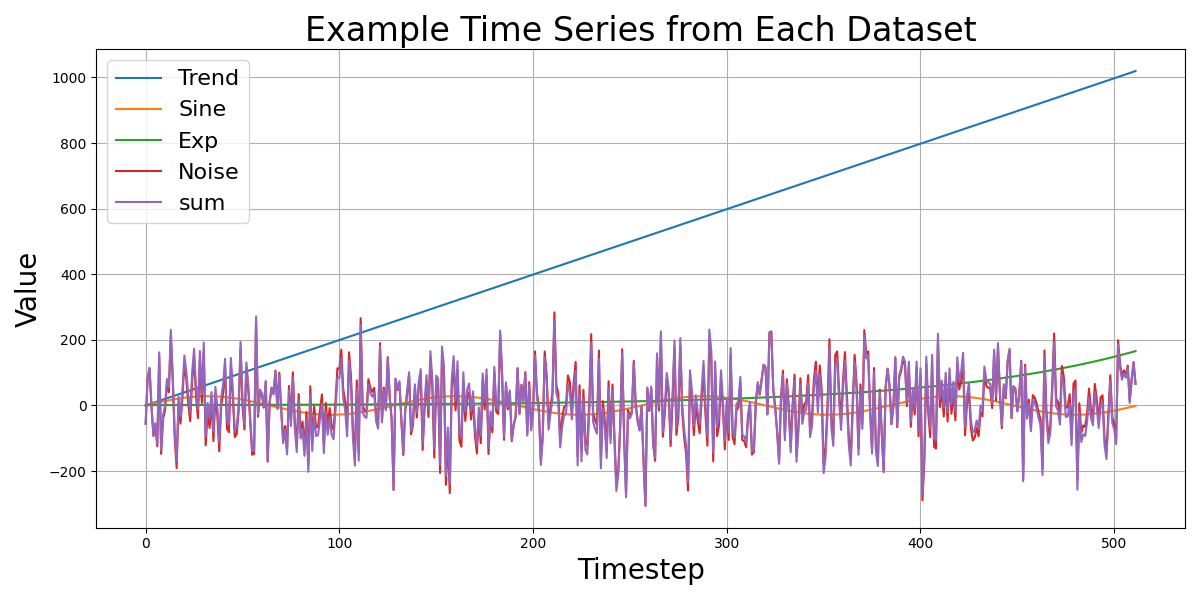 Example Time Series from Each Dataset
Trend
Sine
Exp
Noise
sum
1000
800
600
400
200
0
−200
Value
0 100 200 300 400 500
Timestep